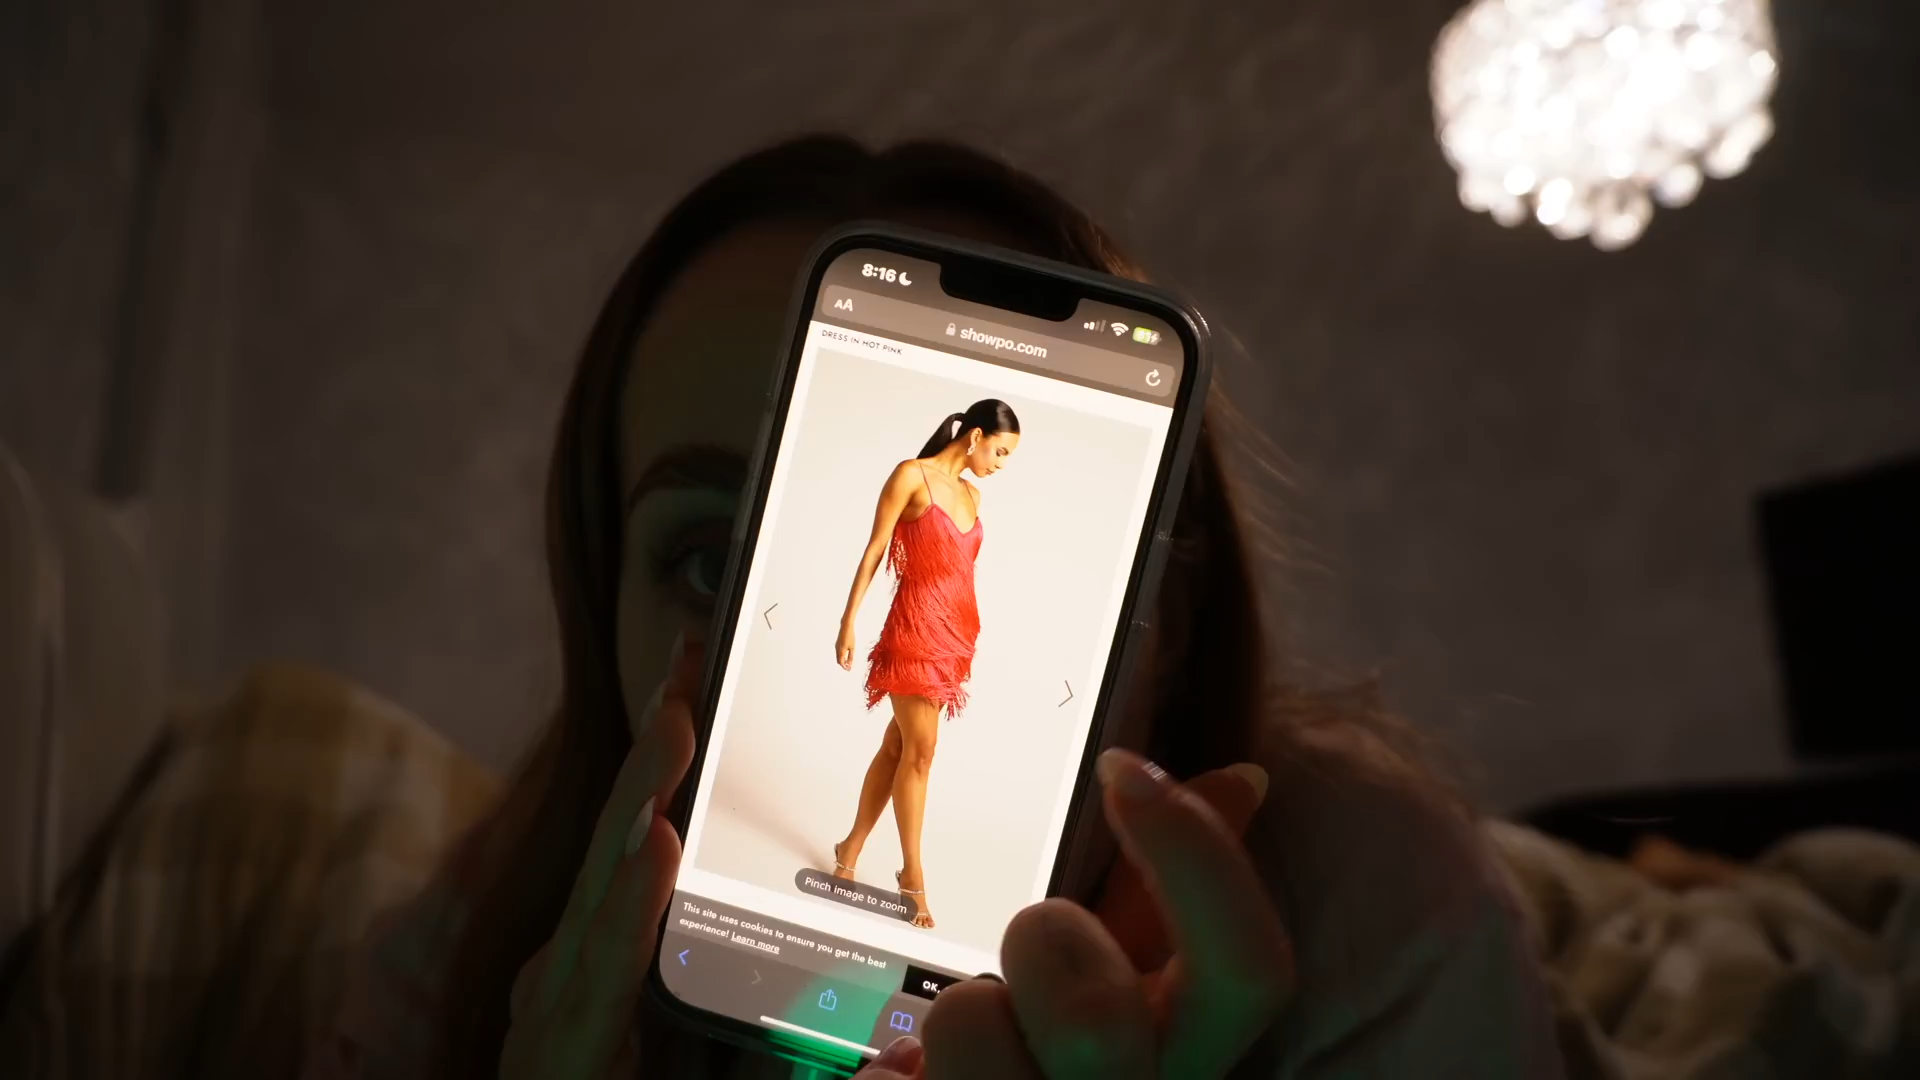 8:16
AA
showpo.com
DRESS IN HOT PINK
Pinch image to zoom
This site uses cookies to ensure you get the best
experience! Learn more
OK,